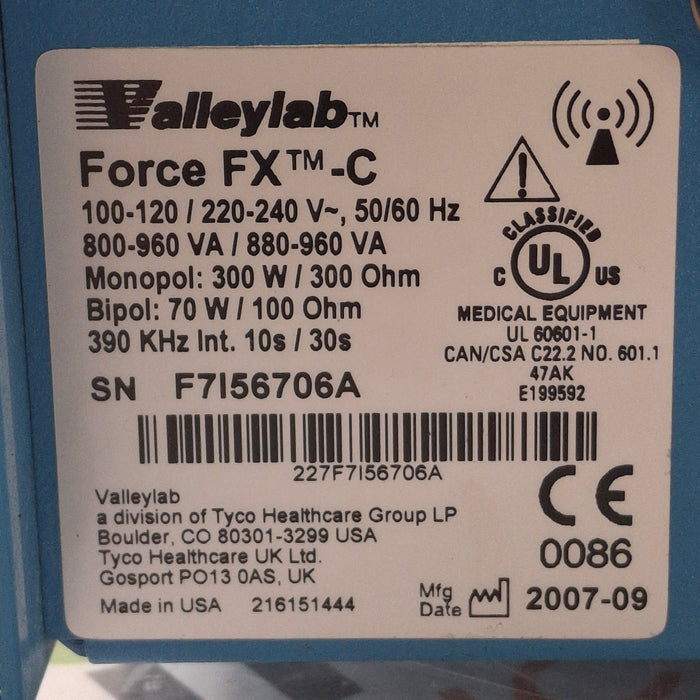 Valleylab™
Force FX™-C
100-120 / 220-240 V~, 50/60 Hz
800-960 VA / 880-960 VA
Monopol: 300 W / 300 Ohm
Bipol: 70 W / 100 Ohm
390 KHz Int. 10s / 30s
CLASSIFIED
C UL US
MEDICAL EQUIPMENT
UL 60601-1
CAN/CSA C22.2 NO. 601.1
47AK
E199592
SN F7I56706A
227F7I56706A
Valleylab
a division of Tyco Healthcare Group LP
Boulder, CO 80301-3299 USA
Tyco Healthcare UK Ltd.
Gosport PO13 0AS, UK
Made in USA 216151444
CE
0086
Mfg
Date 2007-09